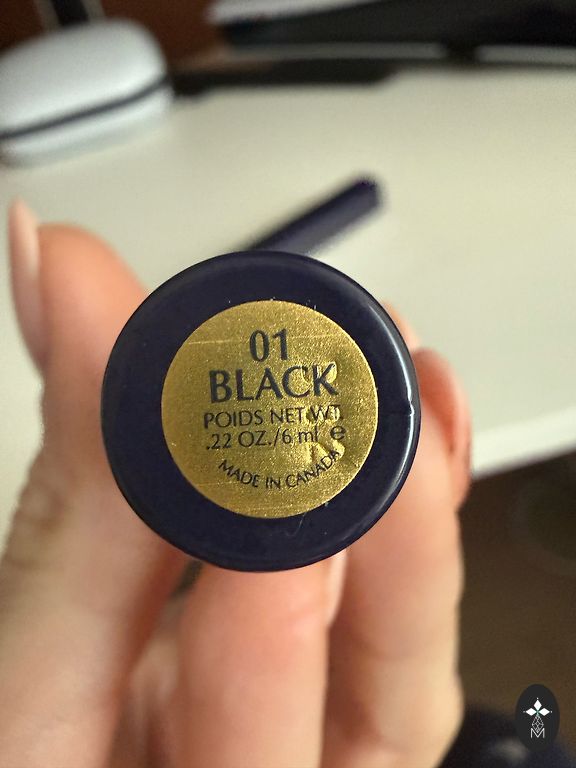 01
BLACK
POIDS NET WT.
.22 OZ./6 ml e
MADE IN CANADA
M